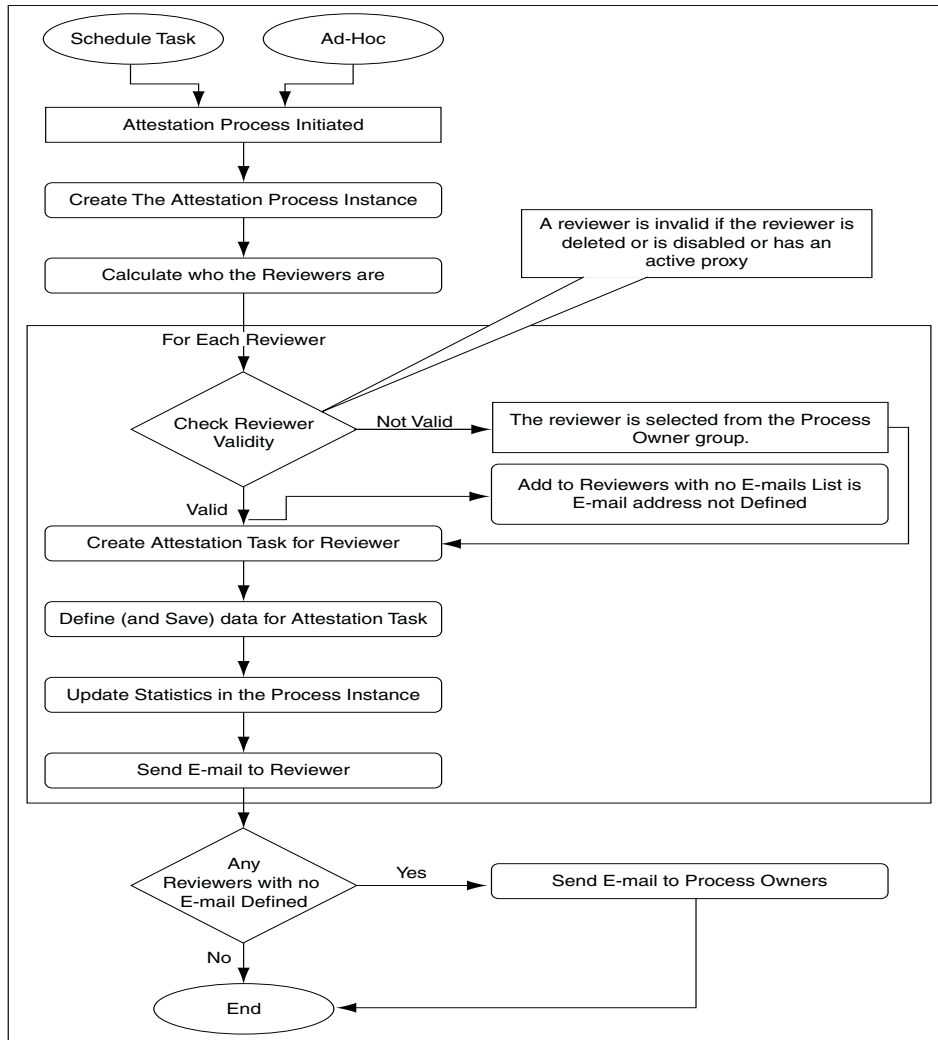 Schedule Task
Ad-Hoc
Attestation Process Initiated
Create The Attestation Process Instance
A reviewer is invalid if the reviewer is
deleted or is disabled or has an
active proxy
Calculate who the Reviewers are
For Each Reviewer
Check Reviewer
Validity
Not Valid
The reviewer is selected from the Process
Owner group.
Valid
Add to Reviewers with no E-mails List is
E-mail address not Defined
Create Attestation Task for Reviewer
Define (and Save) data for Attestation Task
Update Statistics in the Process Instance
Send E-mail to Reviewer
Any
Reviewers with no
E-mail Defined
Yes
Send E-mail to Process Owners
No
End